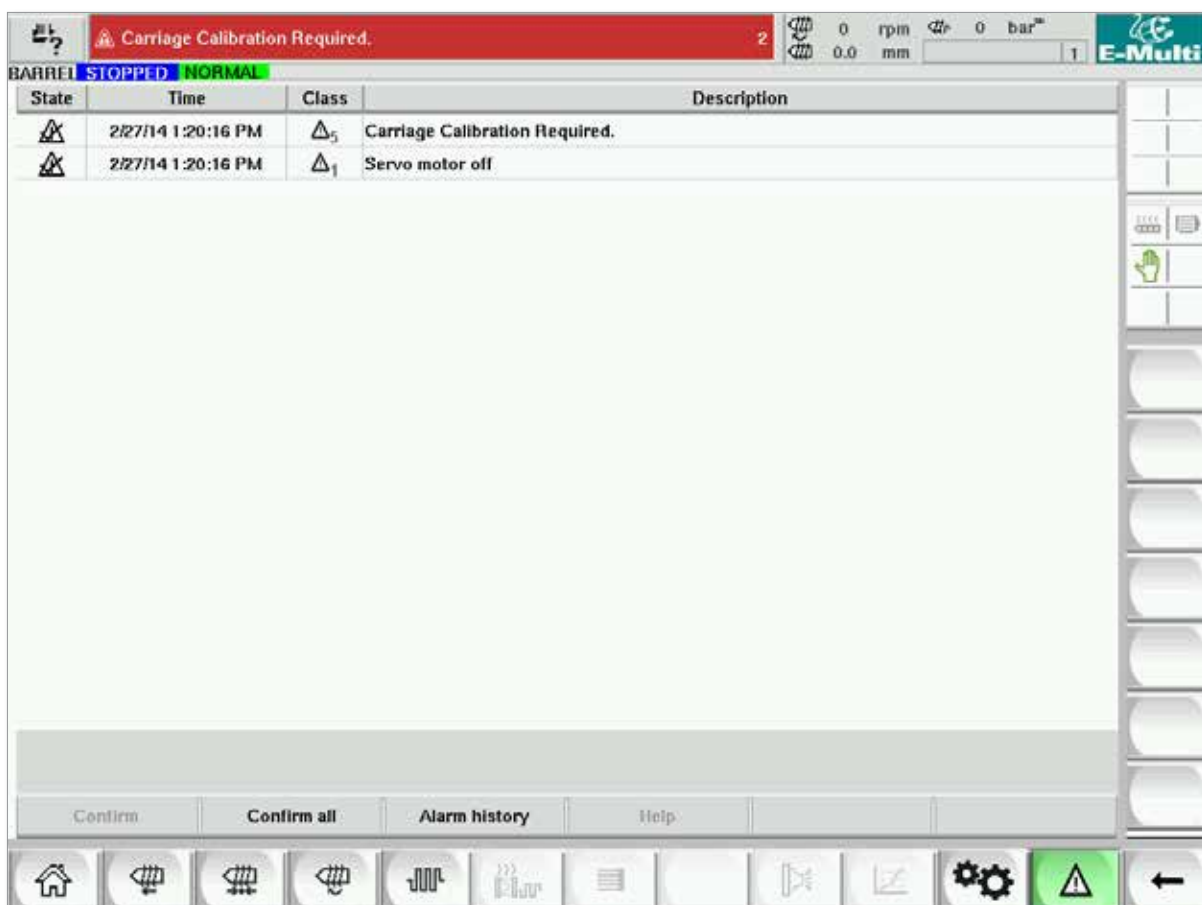 Carriage Calibration Required. 2
0 rpm 0 bar
0.0 mm 1
E-Multi
BARREL STOPPED NORMAL
State Time Class Description
2/27/14 1:20:16 PM 5 Carriage Calibration Required.
2/27/14 1:20:16 PM 1 Servo motor off
Confirm Confirm all Alarm history Help